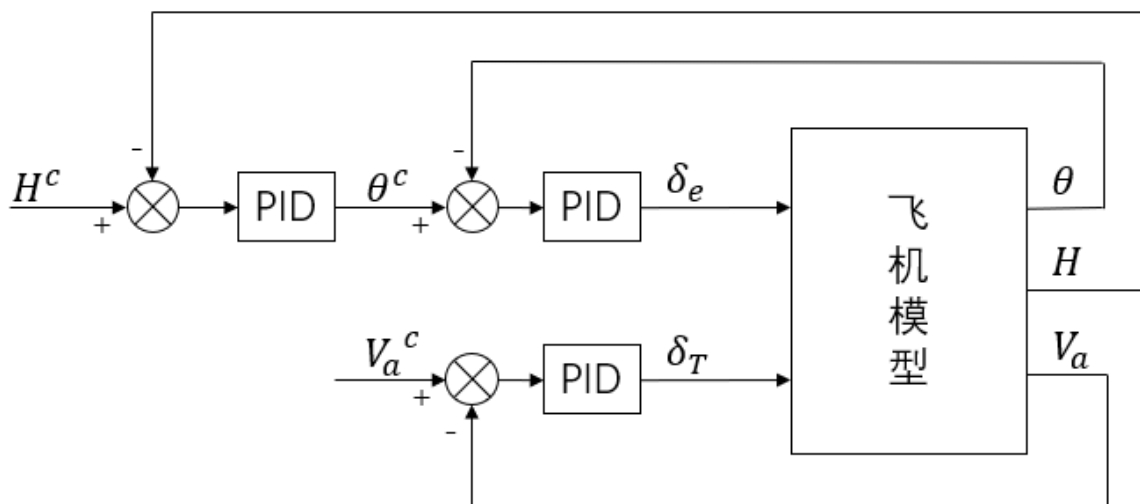 -
-
H^c
+
PID
θ^c
+
PID
δ_e
飞机模型
θ
H
V_a^c
+
-
PID
δ_T
V_a